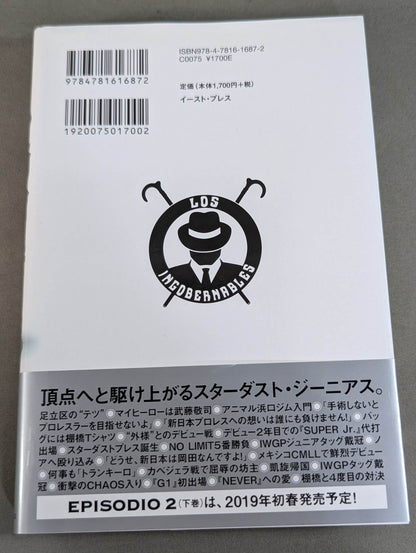 ISBN978-4-7816-1687-2
C0075 ¥1700E
9784781616872
定価(本体1,700円+税)
イースト・プレス
1920075017002
LOS
INGOBERNABLES
頂点へと駆け上がるスターダスト・ジーニアス。
足立区の“テツ”●マイヒーローは武藤敬司●アニマル浜口ジム入門●「手術しないと
プロレスラーを目指せないよ」●「新日本プロレスへの想いは誰にも負けません!」●バッ
グには棚橋Tシャツ●“外様”とのデビュー戦●デビュー2年目での『SUPER Jr.』代打
出場●スターダストプレス誕生●NO LIMIT5番勝負●IWGPジュニアタッグ戴冠●ノ
アへ殴り込み●「どうせ、新日本は岡田なんですよ!」●メキシコCMLLで鮮烈デビュー
●何事も「トランキーロ」●カベジェラ戦で屈辱の坊主●凱旋帰国●IWGPタッグ戴
冠●衝撃のCHAOS入り●『G1』初出場●『NEVER』への愛●棚橋と4度目の対決
EPISODIO 2(下巻)は、2019年初春発売予定!